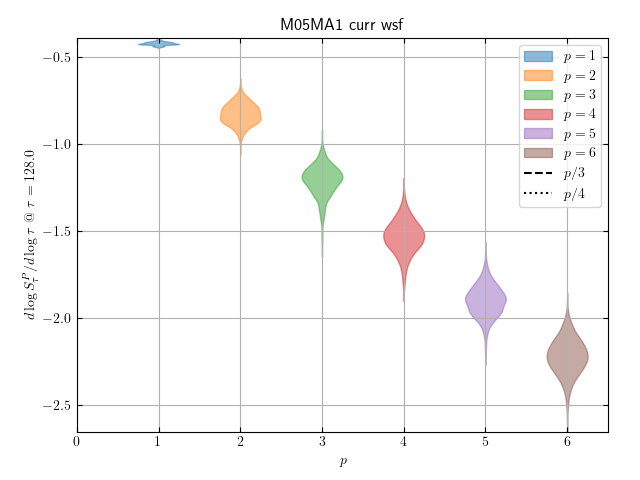 M05MA1 curr wsf
d log S_τ^P / d log τ @ τ = 128.0
−0.5
−1.0
−1.5
−2.0
−2.5
0 1 2 3 4 5 6
p
p = 1
p = 2
p = 3
p = 4
p = 5
p = 6
p/3
p/4